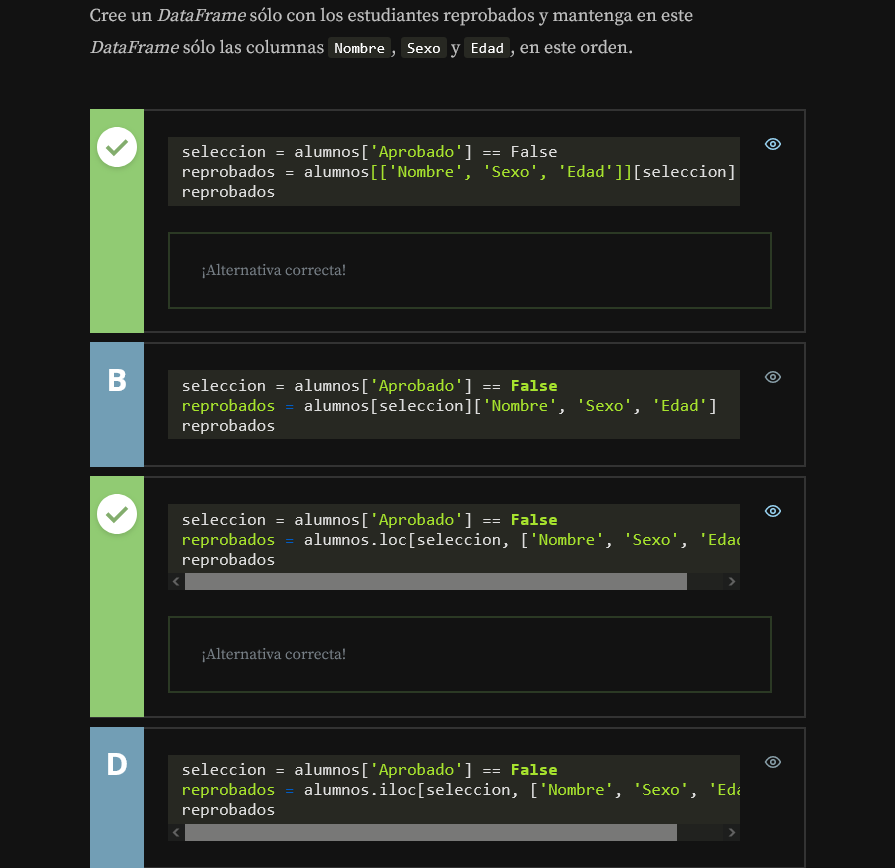 Cree un DataFrame sólo con los estudiantes reprobados y mantenga en este
DataFrame sólo las columnas Nombre, Sexo y Edad, en este orden.
seleccion = alumnos['Aprobado'] == False
reprobados = alumnos[['Nombre', 'Sexo', 'Edad']][seleccion]
reprobados
¡Alternativa correcta!
B
seleccion = alumnos['Aprobado'] == False
reprobados = alumnos[seleccion]['Nombre', 'Sexo', 'Edad']
reprobados
seleccion = alumnos['Aprobado'] == False
reprobados = alumnos.loc[seleccion, ['Nombre', 'Sexo', 'Edad
reprobados
¡Alternativa correcta!
D
seleccion = alumnos['Aprobado'] == False
reprobados = alumnos.iloc[seleccion, ['Nombre', 'Sexo', 'Eda
reprobados